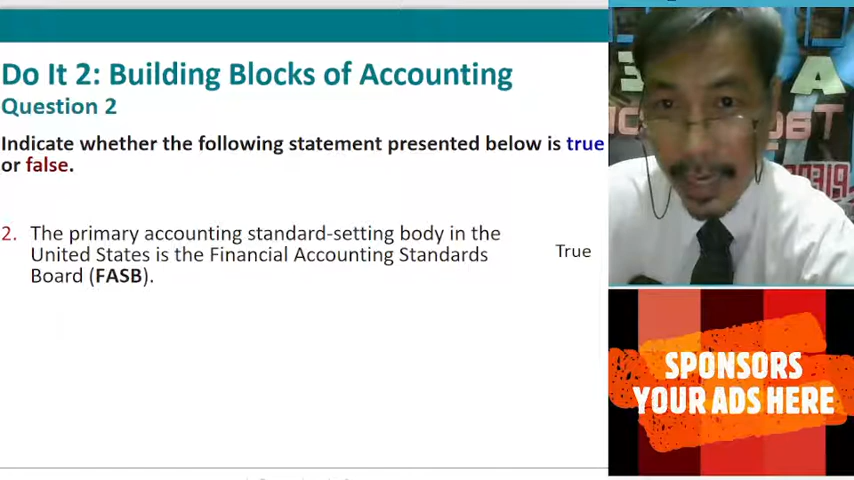 Do It 2: Building Blocks of Accounting
Question 2
Indicate whether the following statement presented below is true
or false.
2. The primary accounting standard-setting body in the
United States is the Financial Accounting Standards
Board (FASB).
True
SPONSORS
YOUR ADS HERE